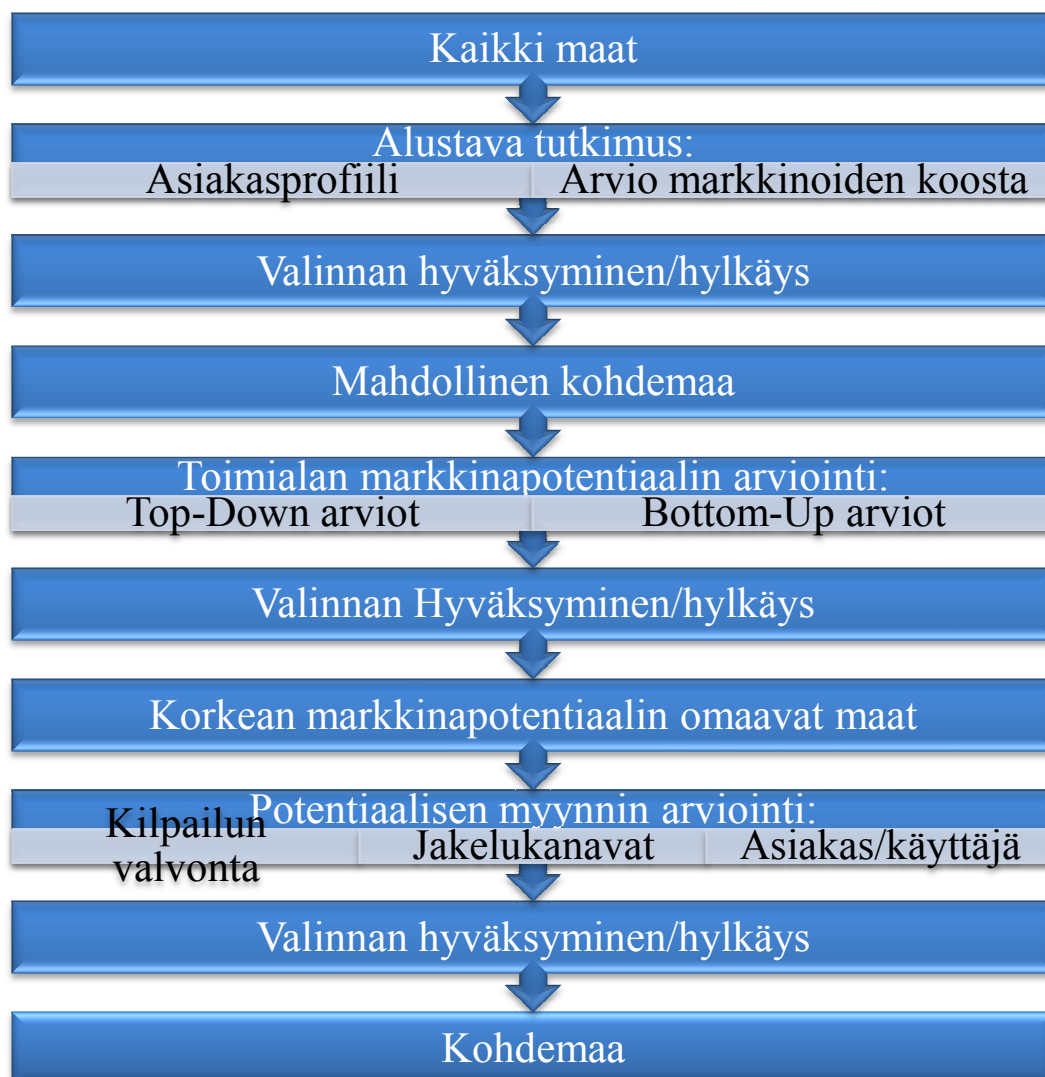 Kaikki maat
Alustava tutkimus:
Asiakasprofiili
Arvio markkinoiden koosta
Valinnan hyväksyminen/hylkäys
Mahdollinen kohdemaa
Toimialan markkinapotentiaalin arviointi:
Top-Down arviot
Bottom-Up arviot
Valinnan Hyväksyminen/hylkäys
Korkean markkinapotentiaalin omaavat maat
Potentiaalisen myynnin arviointi:
Kilpailun
valvonta
Jakelukanavat
Asiakas/käyttäjä
Valinnan hyväksyminen/hylkäys
Kohdemaa